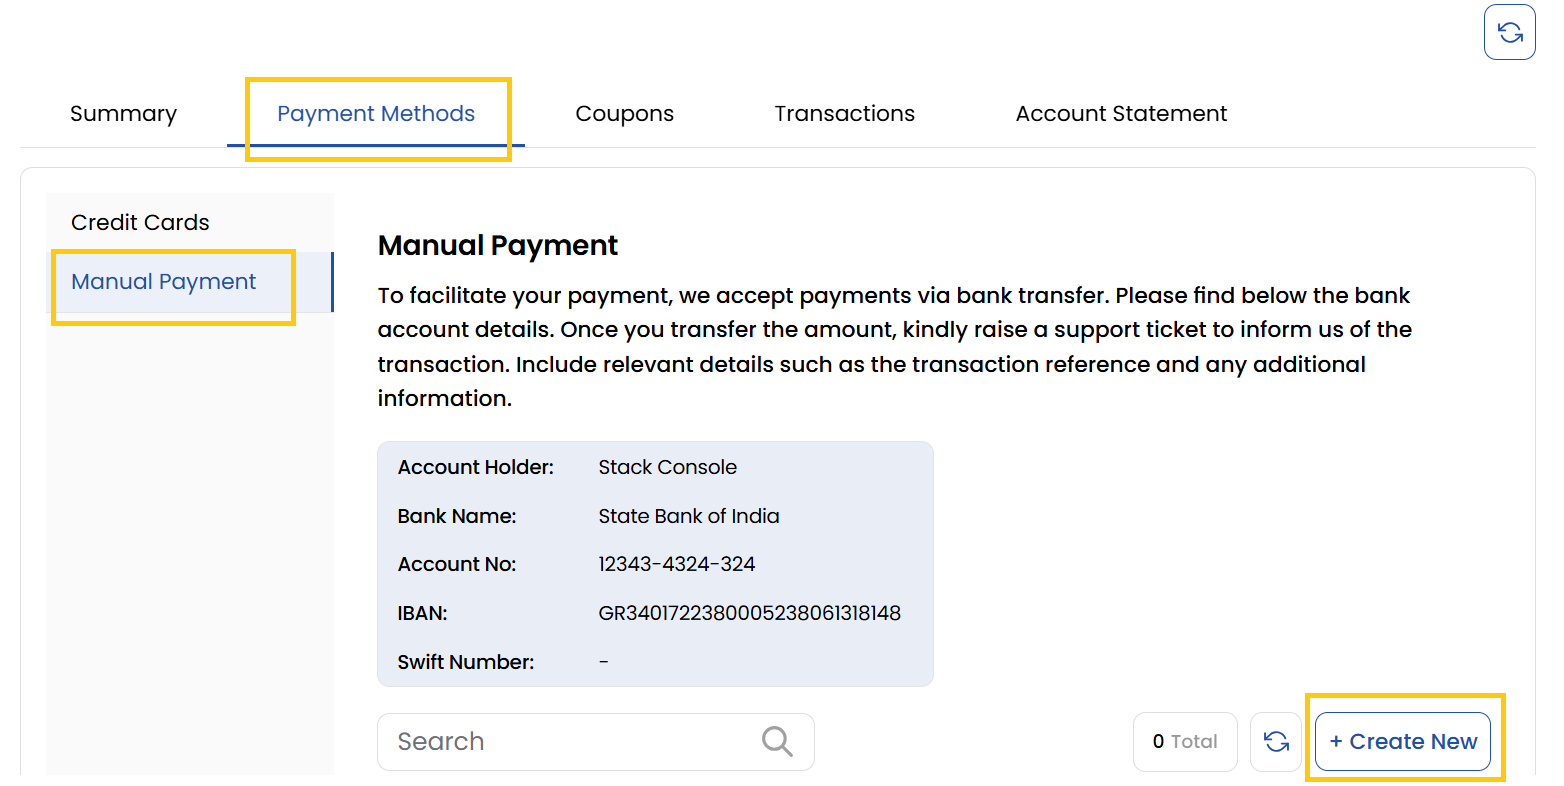 Summary
Payment Methods
Coupons
Transactions
Account Statement
Credit Cards
Manual Payment
Manual Payment
To facilitate your payment, we accept payments via bank transfer. Please find below the bank
account details. Once you transfer the amount, kindly raise a support ticket to inform us of the
transaction. Include relevant details such as the transaction reference and any additional
information.
Account Holder: Stack Console
Bank Name: State Bank of India
Account No: 12343-4324-324
IBAN: GR3401722380005238061318148
Swift Number: -
Search
0 Total
+ Create New